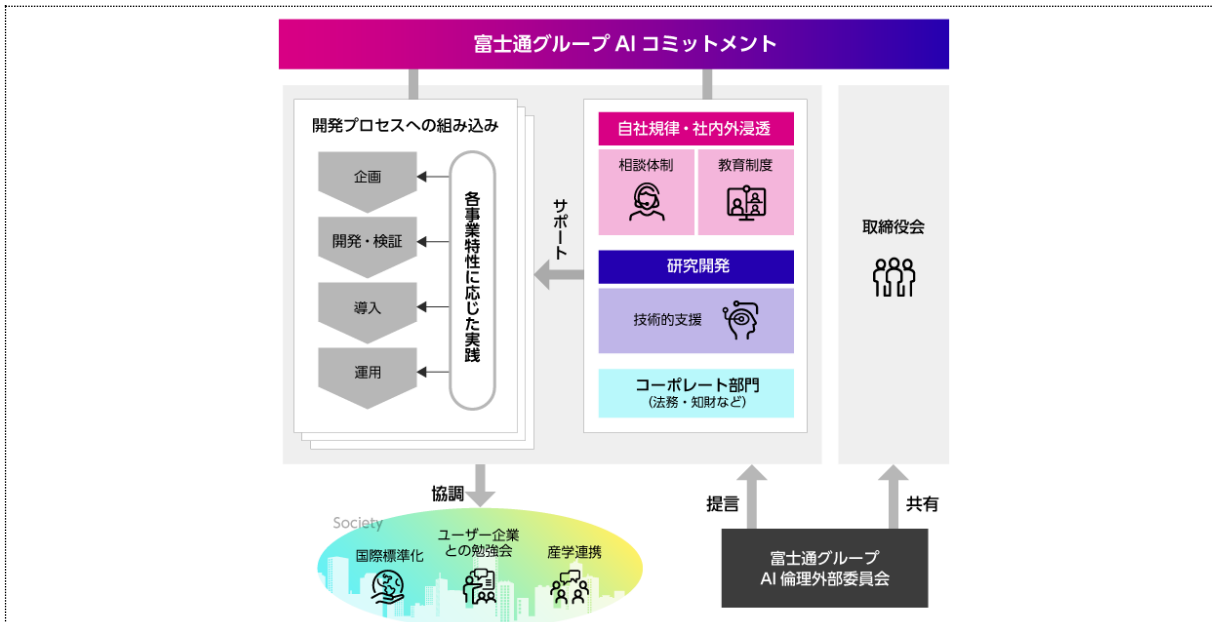 富士通グループ AI コミットメント
開発プロセスへの組み込み
企画
開発・検証
導入
運用
各事業特性に応じた実践
サポート
自社規律・社内外浸透
相談体制
教育制度
研究開発
技術的支援
コーポレート部門
(法務・知財など)
取締役会
協調
提言
共有
Society
国際標準化
ユーザー企業
との勉強会
産学連携
富士通グループ
AI 倫理外部委員会